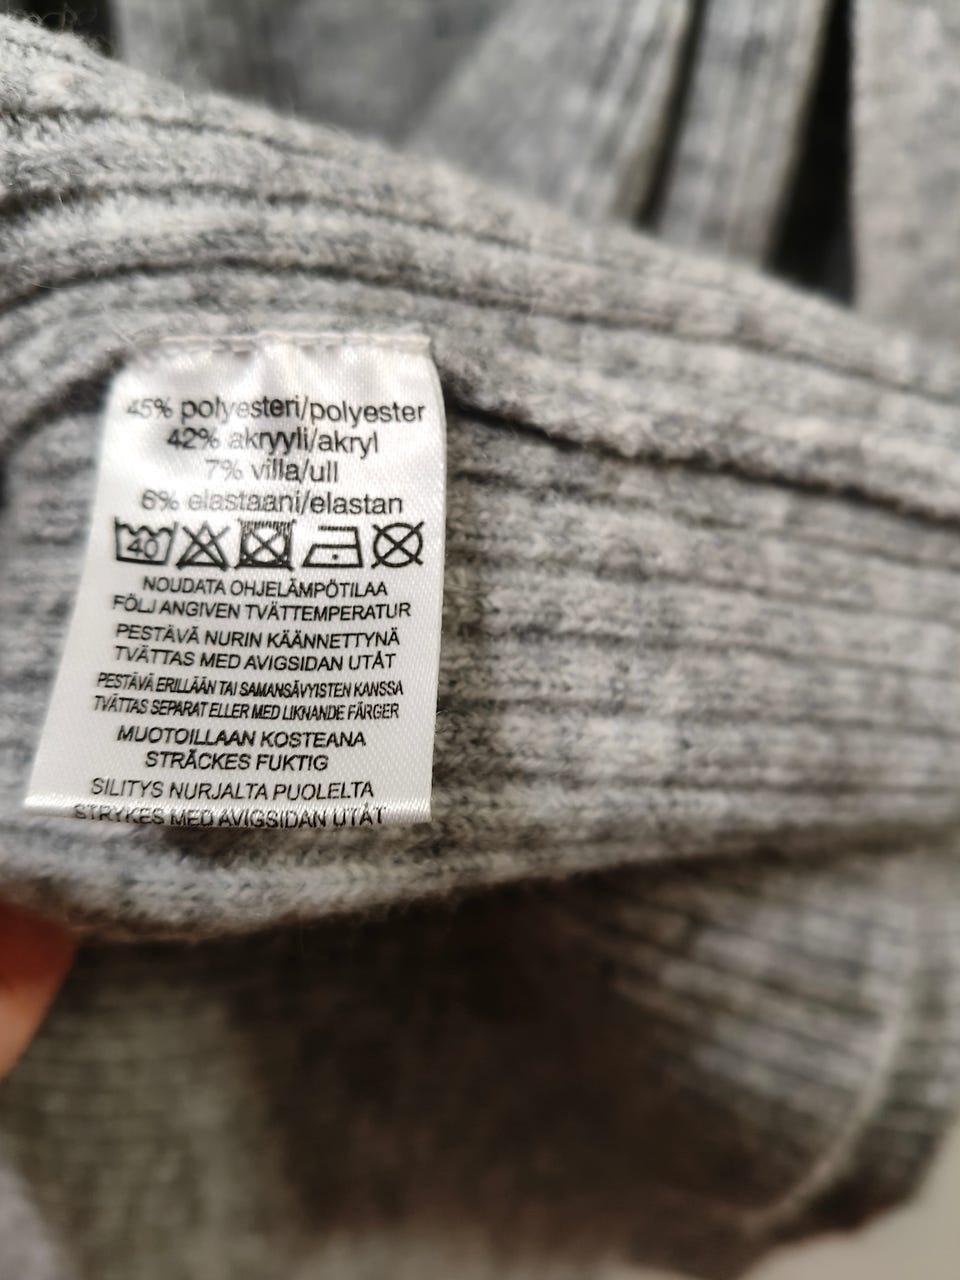 45% polyesteri/polyester
42% akryyli/akryl
7% villa/ull
6% elastaani/elastan
40
NOUDATA OHJELÄMPÖTILAA
FÖLJ ANGIVEN TVÄTTEMPERATUR
PESTÄVÄ NURIN KÄÄNNETTYNÄ
TVÄTTAS MED AVIGSIDAN UTÅT
PESTÄVÄ ERILLÄÄN TAI SAMANSÄVYISTEN KANSSA
TVÄTTAS SEPARAT ELLER MED LIKNANDE FÄRGER
MUOTOILLAAN KOSTEANA
STRÄCKES FUKTIG
SILITYS NURJALTA PUOLELTA
STRYKES MED AVIGSIDAN UTÅT